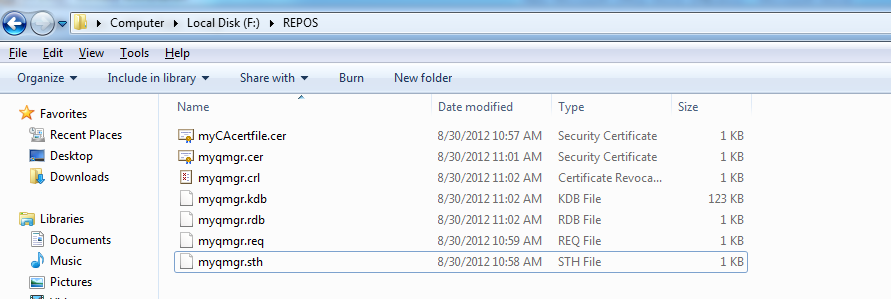 Computer ▸ Local Disk (F:) ▸ REPOS
File Edit View Tools Help
Organize Include in library Share with Burn New folder
Favorites
Recent Places
Desktop
Downloads
Libraries
Documents
Music
Pictures
Name Date modified Type Size
myCAcertfile.cer 8/30/2012 10:57 AM Security Certificate 1 KB
myqmgr.cer 8/30/2012 11:01 AM Security Certificate 1 KB
myqmgr.crl 8/30/2012 11:02 AM Certificate Revoca... 1 KB
myqmgr.kdb 8/30/2012 11:02 AM KDB File 123 KB
myqmgr.rdb 8/30/2012 11:02 AM RDB File 1 KB
myqmgr.req 8/30/2012 10:59 AM REQ File 1 KB
myqmgr.sth 8/30/2012 10:58 AM STH File 1 KB